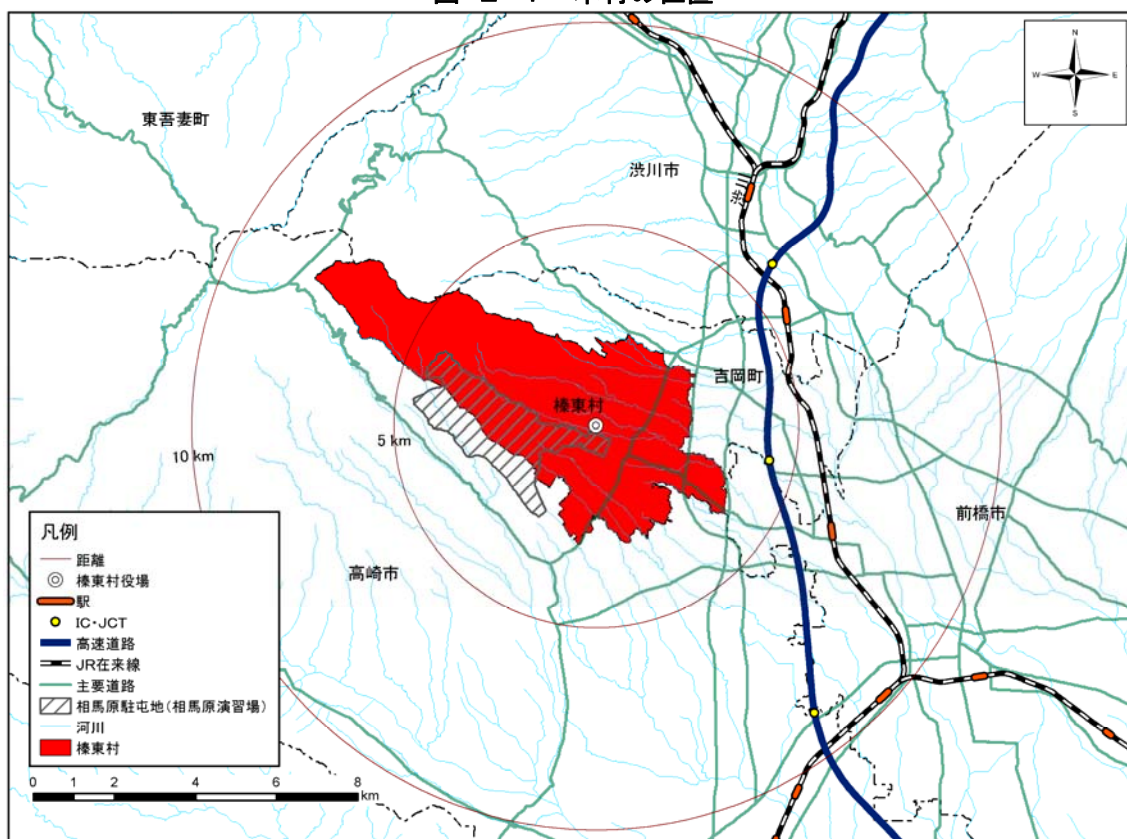 N
W
E
S
東吾妻町
渋川市
渋川
吉岡町
榛東村
5 km
10 km
前橋市
高崎市
凡例
距離
榛東村役場
駅
IC・JCT
高速道路
JR在来線
主要道路
相馬原駐屯地(相馬原演習場)
河川
榛東村
0 2 4 6 8
km